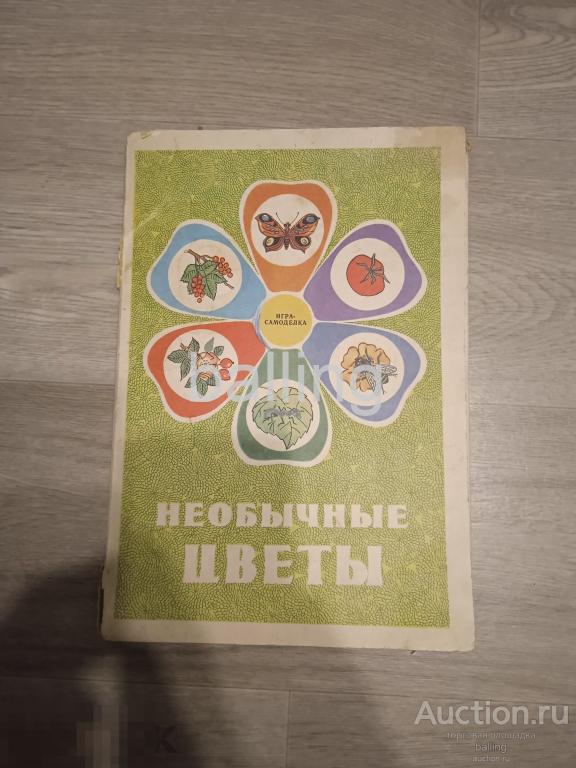 ИГРА-
САМОДЕЛКА
balling
НЕОБЫЧНЫЕ
ЦВЕТЫ
Auction.ru
торговая площадка
balling
auction.ru